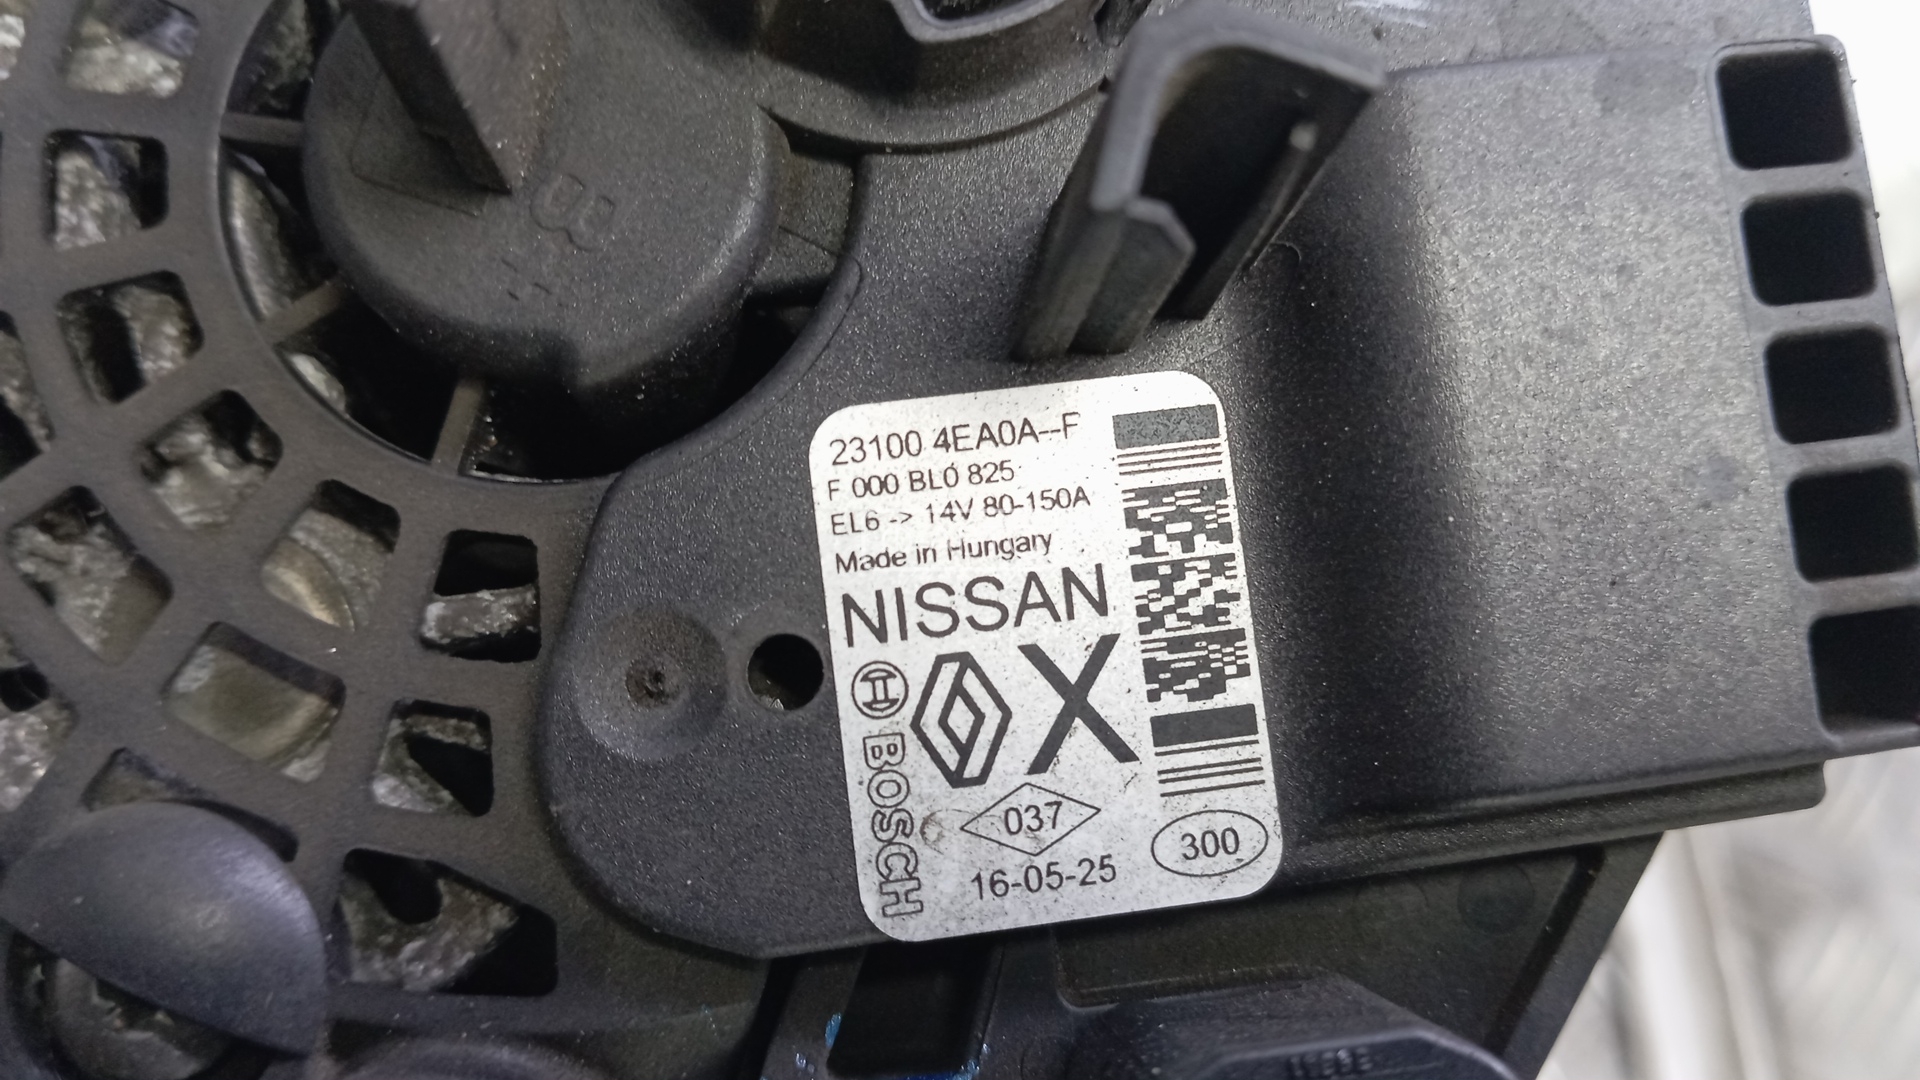 23100 4EA0A--F
F 000 BL0 825
EL6 -> 14V 80-150A
Made in Hungary
NISSAN
X
BOSCH
037
300
16-05-25